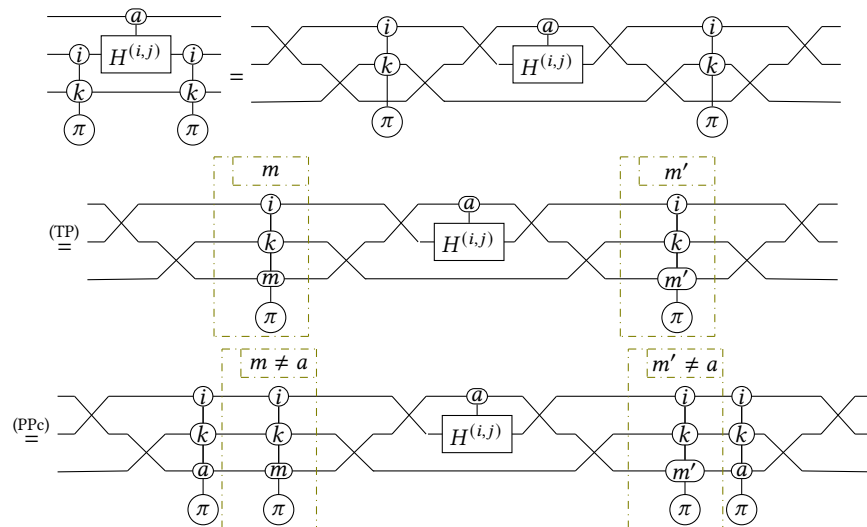 a a
i H^{(i,j)} i = i k H^{(i,j)} i k
k k
π π π π
m m′
(TP) = i k m π a H^{(i,j)} i k m′ π
m ≠ a m′ ≠ a
(PPc) = i k a π i k m π a H^{(i,j)} i k m′ π i k a π